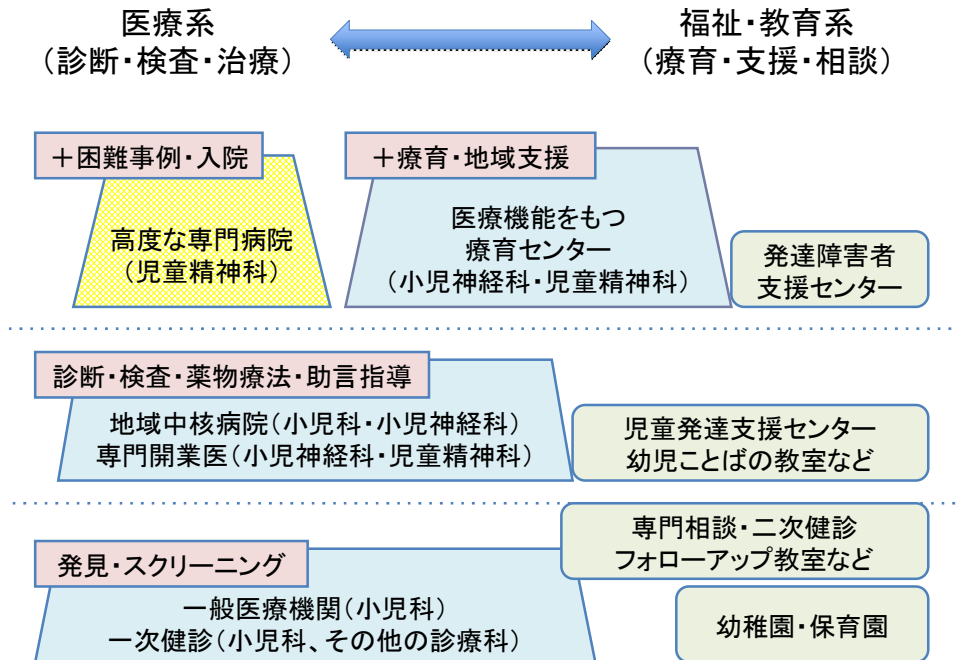 医療系
（診断・検査・治療）
福祉・教育系
（療育・支援・相談）
＋困難事例・入院
高度な専門病院
（児童精神科）
＋療育・地域支援
医療機能をもつ
療育センター
（小児神経科・児童精神科）
発達障害者
支援センター
診断・検査・薬物療法・助言指導
地域中核病院（小児科・小児神経科）
専門開業医（小児神経科・児童精神科）
児童発達支援センター
幼児ことばの教室など
専門相談・二次健診
フォローアップ教室など
発見・スクリーニング
一般医療機関（小児科）
一次健診（小児科、その他の診療科）
幼稚園・保育園